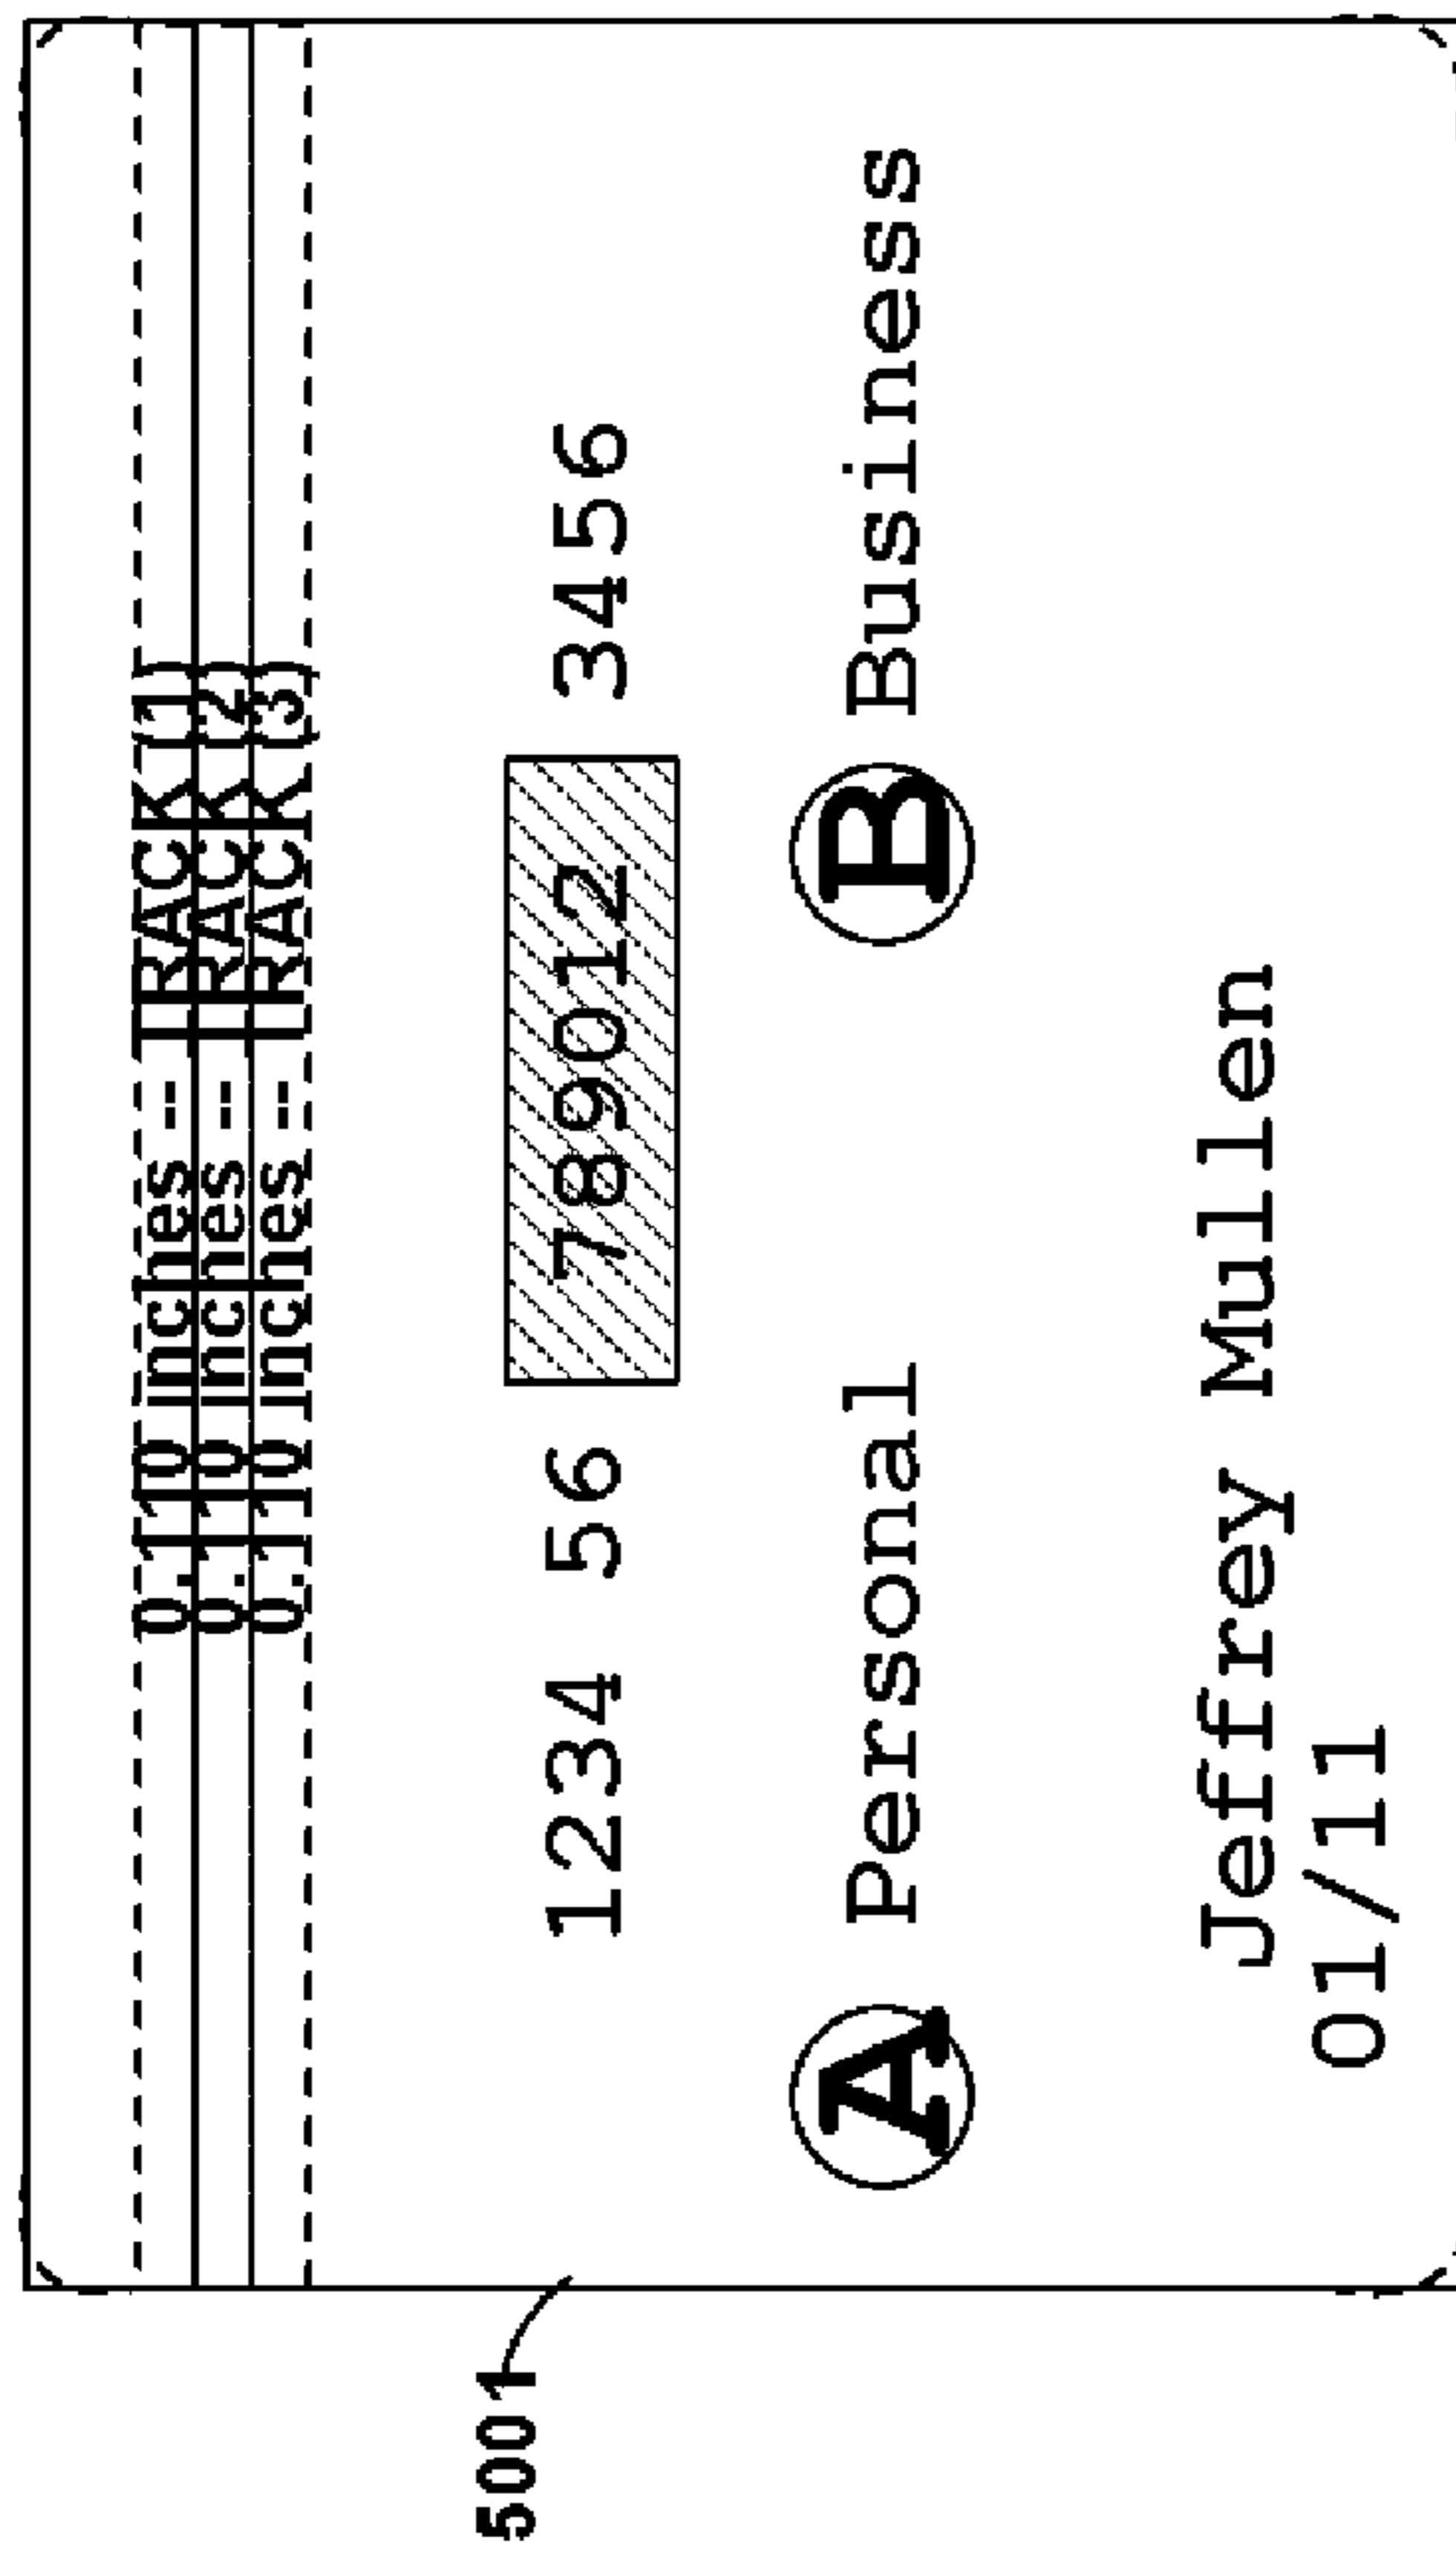 0.110 inches -- TRACK (1)
0.110 inches -- TRACK (2)
0.110 inches -- TRACK (3)
1234 56 789012 3456
A Personal B Business
Jeffrey Mullen
01/11
5001